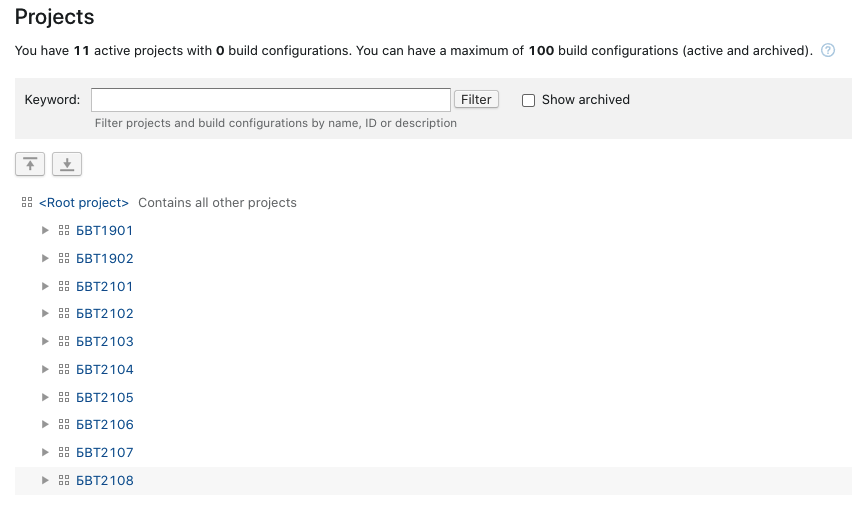 Projects
You have 11 active projects with 0 build configurations. You can have a maximum of 100 build configurations (active and archived). ?
Keyword: Filter Show archived
Filter projects and build configurations by name, ID or description
<Root project> Contains all other projects
БВТ1901
БВТ1902
БВТ2101
БВТ2102
БВТ2103
БВТ2104
БВТ2105
БВТ2106
БВТ2107
БВТ2108